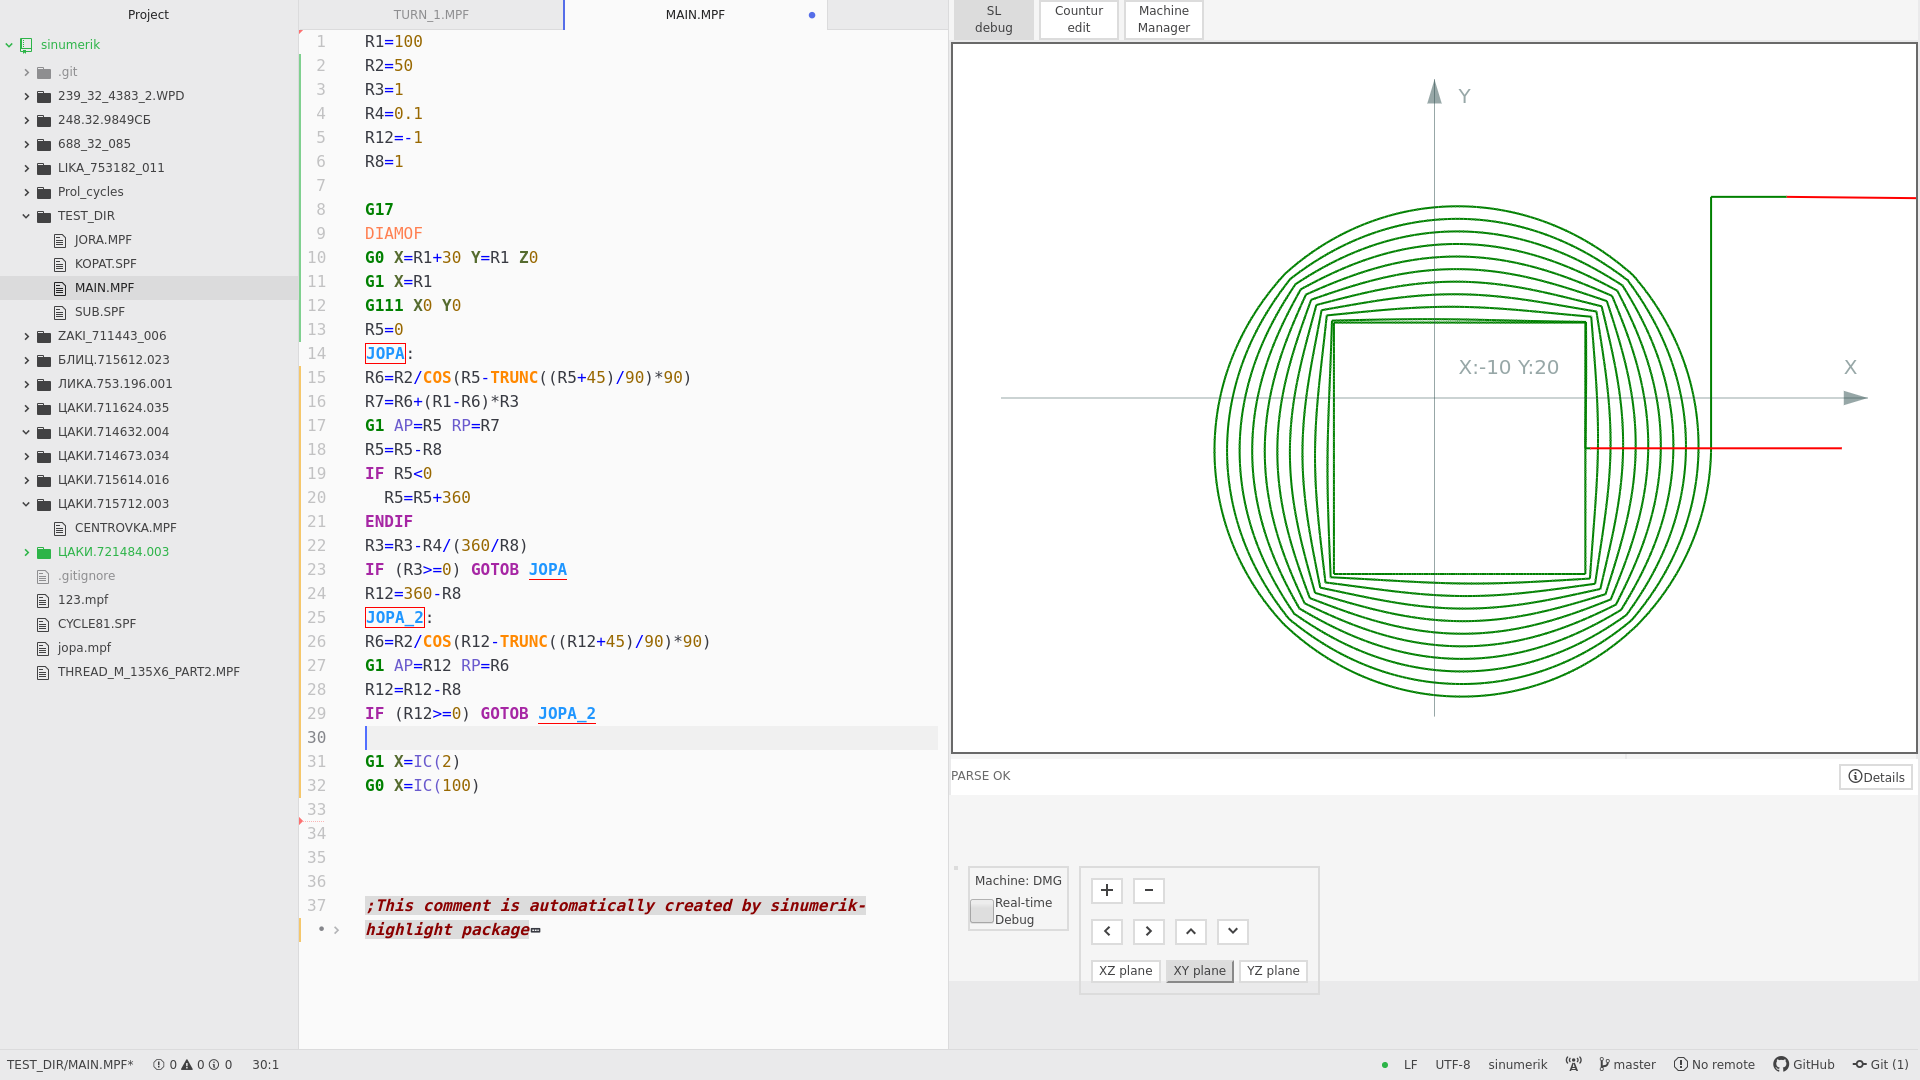 Project
sinumerik
.git
239_32_4383_2.WPD
248.32.9849СБ
688_32_085
LIKA_753182_011
Prol_cycles
TEST_DIR
JORA.MPF
KOPAT.SPF
MAIN.MPF
SUB.SPF
ZAKI_711443_006
БЛИЦ.715612.023
ЛИКА.753.196.001
ЦАКИ.711624.035
ЦАКИ.714632.004
ЦАКИ.714673.034
ЦАКИ.715614.016
ЦАКИ.715712.003
CENTROVKA.MPF
ЦАКИ.721484.003
.gitignore
123.mpf
CYCLE81.SPF
jopa.mpf
THREAD_M_135X6_PART2.MPF
TURN_1.MPF MAIN.MPF
1 R1=100
2 R2=50
3 R3=1
4 R4=0.1
5 R12=-1
6 R8=1
7
8 G17
9 DIAMOF
10 G0 X=R1+30 Y=R1 Z0
11 G1 X=R1
12 G111 X0 Y0
13 R5=0
14 JOPA:
15 R6=R2/COS(R5-TRUNC((R5+45)/90)*90)
16 R7=R6+(R1-R6)*R3
17 G1 AP=R5 RP=R7
18 R5=R5-R8
19 IF R5<0
20 R5=R5+360
21 ENDIF
22 R3=R3-R4/(360/R8)
23 IF (R3>=0) GOTOB JOPA
24 R12=360-R8
25 JOPA_2:
26 R6=R2/COS(R12-TRUNC((R12+45)/90)*90)
27 G1 AP=R12 RP=R6
28 R12=R12-R8
29 IF (R12>=0) GOTOB JOPA_2
30
31 G1 X=IC(2)
32 G0 X=IC(100)
33
34
35
36
37 ;This comment is automatically created by sinumerik-
• highlight package
SL debug
Countur edit
Machine Manager
Y
X:-10 Y:20
X
PARSE OK
Details
Machine: DMG
Real-time
Debug
+ −
XZ plane XY plane YZ plane
TEST_DIR/MAIN.MPF* 0 0 0 30:1 LF UTF-8 sinumerik master No remote GitHub Git (1)